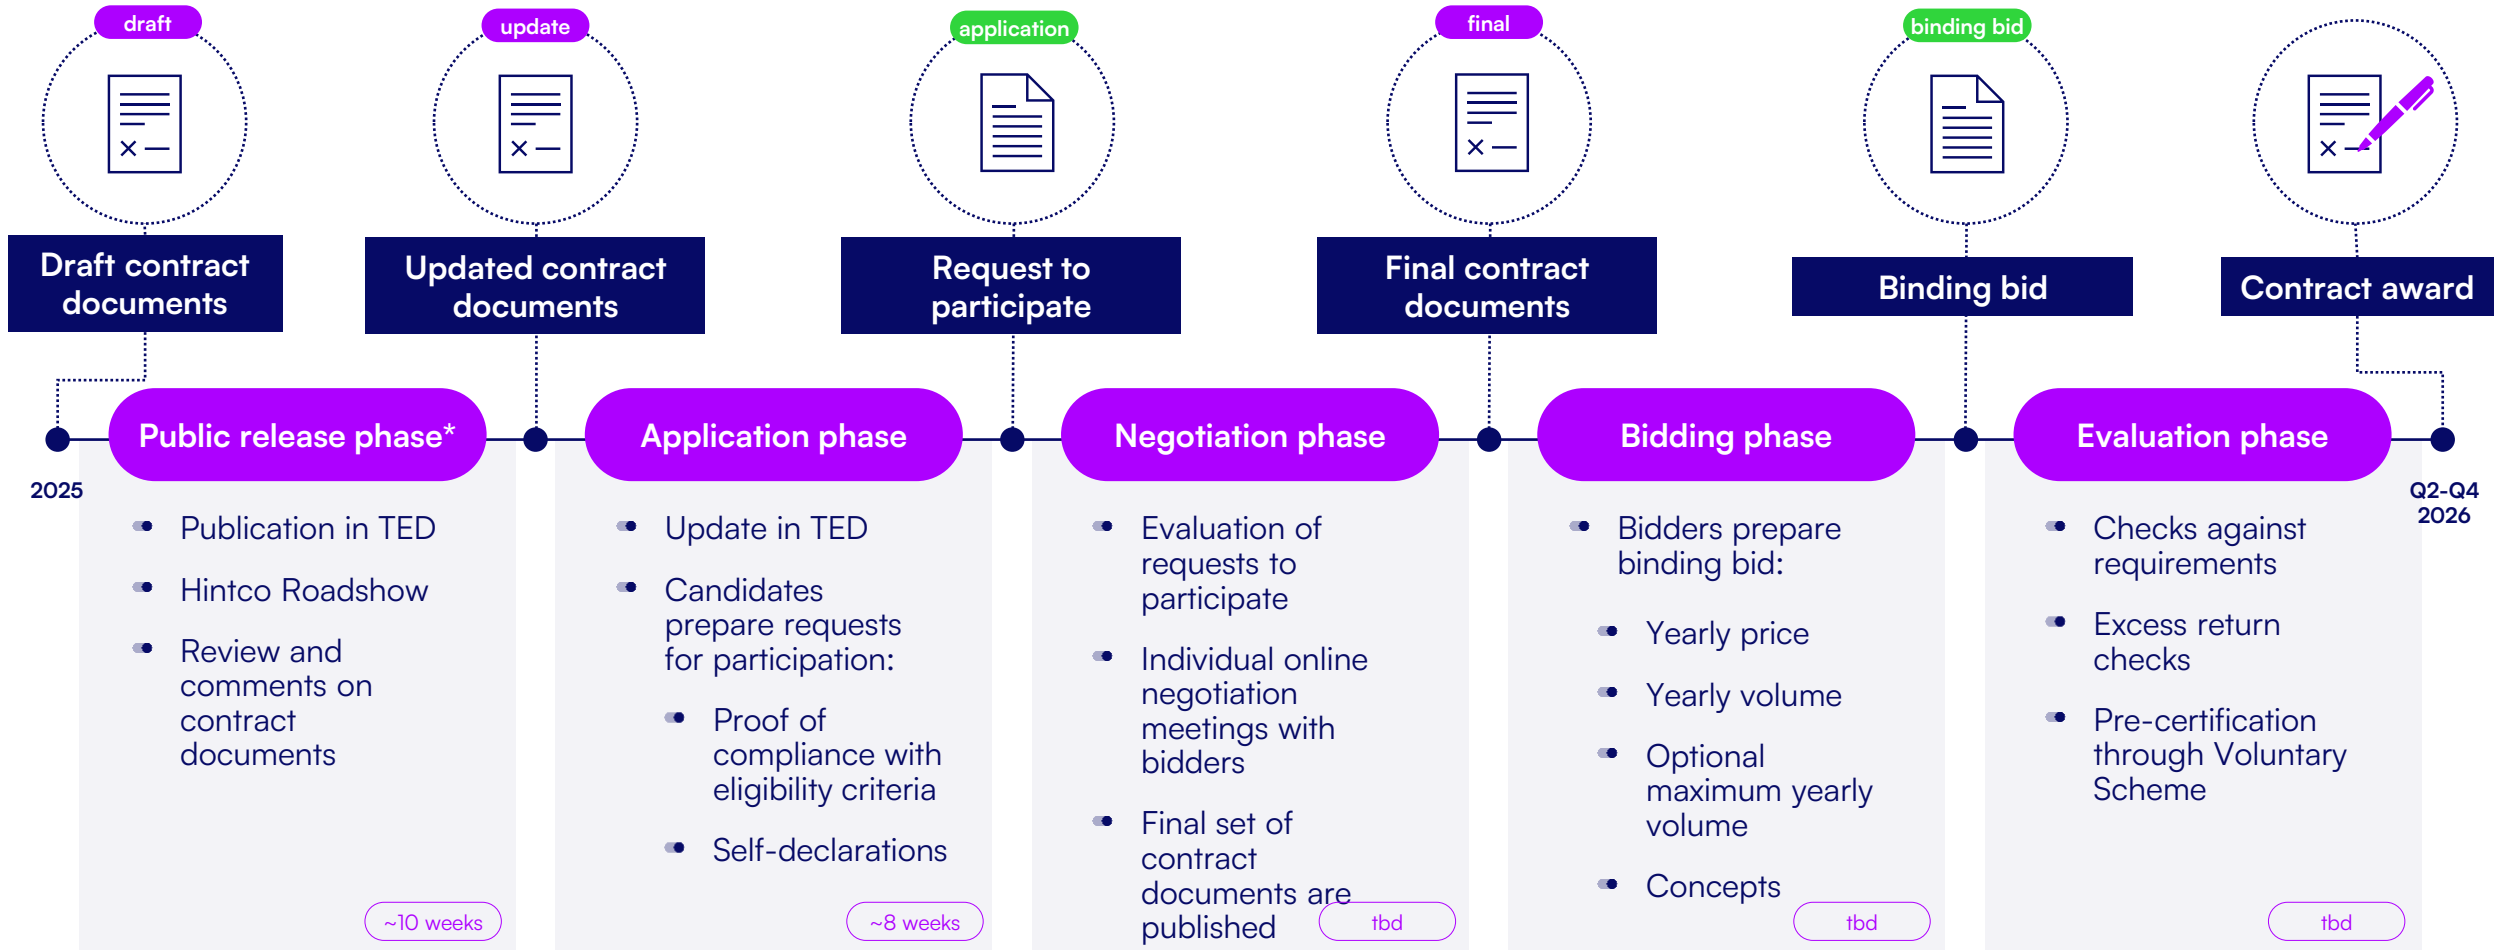 draft
update
application
final
binding bid
Draft contract
documents
Updated contract
documents
Request to
participate
Final contract
documents
Binding bid
Contract award
Public release phase*
Application phase
Negotiation phase
Bidding phase
Evaluation phase
2025
Q2-Q4
2026
Publication in TED
Hintco Roadshow
Review and
comments on
contract
documents
~10 weeks
Update in TED
Candidates
prepare requests
for participation:
Proof of
compliance with
eligibility criteria
Self-declarations
~8 weeks
Evaluation of
requests to
participate
Individual online
negotiation
meetings with
bidders
Final set of
contract
documents are
published
tbd
Bidders prepare
binding bid:
Yearly price
Yearly volume
Optional
maximum yearly
volume
Concepts
tbd
Checks against
requirements
Excess return
checks
Pre-certification
through Voluntary
Scheme
tbd